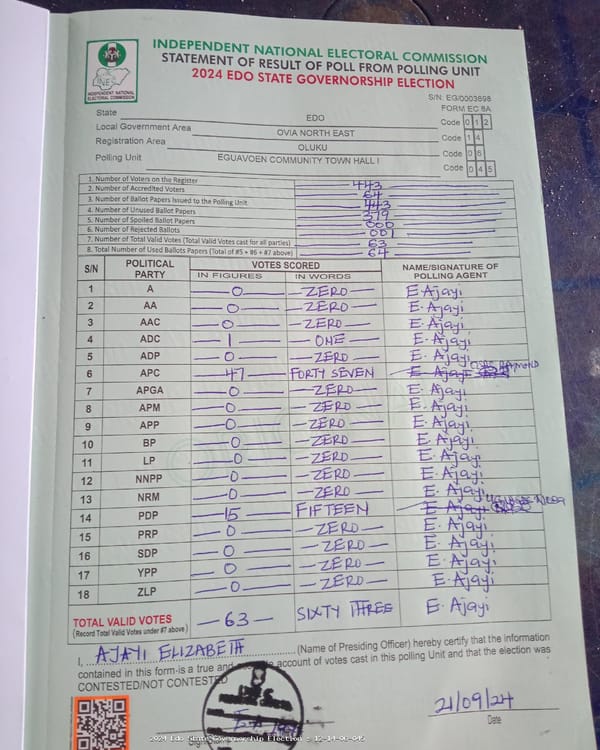 INDEPENDENT NATIONAL ELECTORAL COMMISSION
STATEMENT OF RESULT OF POLL FROM POLLING UNIT
2024 EDO STATE GOVERNORSHIP ELECTION
INDEPENDENT NATIONAL ELECTORAL COMMISSION
S/N: EG/0003698
FORM EC 8A
State EDO Code 0 1 2
Local Government Area OVIA NORTH EAST Code 1 4
Registration Area OLUKU Code 0 6
Polling Unit EGUAVOEN COMMUNITY TOWN HALL I Code 0 4 5
1. Number of Voters on the Register 443
2. Number of Accredited Voters 64
3. Number of Ballot Papers Issued to the Polling Unit 443
4. Number of Unused Ballot Papers 379
5. Number of Spoiled Ballot Papers 000
6. Number of Rejected Ballots 001
7. Number of Total Valid Votes (Total Valid Votes cast for all parties) 63
8. Total Number of Used Ballots Papers (Total of #5 + #6 + #7 above) 64
S/N POLITICAL PARTY VOTES SCORED IN FIGURES IN WORDS NAME/SIGNATURE OF POLLING AGENT
1 A 0 ZERO E Ajayi
2 AA 0 ZERO E. Ajayi
3 AAC 0 ZERO E. Ajayi
4 ADC 1 ONE E. Ajayi
5 ADP 0 ZERO E. Ajayi
6 APC 47 FORTY SEVEN E Ajayi
7 APGA 0 ZERO E. Ajayi
8 APM 0 ZERO E. Ajayi
9 APP 0 ZERO E. Ajayi
10 BP 0 ZERO E. Ajayi
11 LP 0 ZERO E. Ajayi
12 NNPP 0 ZERO E. Ajayi
13 NRM 0 ZERO E. Ajayi
14 PDP 15 FIFTEEN E Ajayi
15 PRP 0 ZERO E. Ajayi
16 SDP 0 ZERO E. Ajayi
17 YPP 0 ZERO E. Ajayi
18 ZLP 0 ZERO E. Ajayi
TOTAL VALID VOTES 63 SIXTY THREE E. Ajayi
(Record Total Valid Votes under #7 above)
I, AJAYI ELIZABETH (Name of Presiding Officer) hereby certify that the information
contained in this form is a true and account of votes cast in this polling Unit and that the election was
CONTESTED/NOT CONTESTED
21/09/24
Date
2024 Edo State Governorship Election : 12-14-06-045